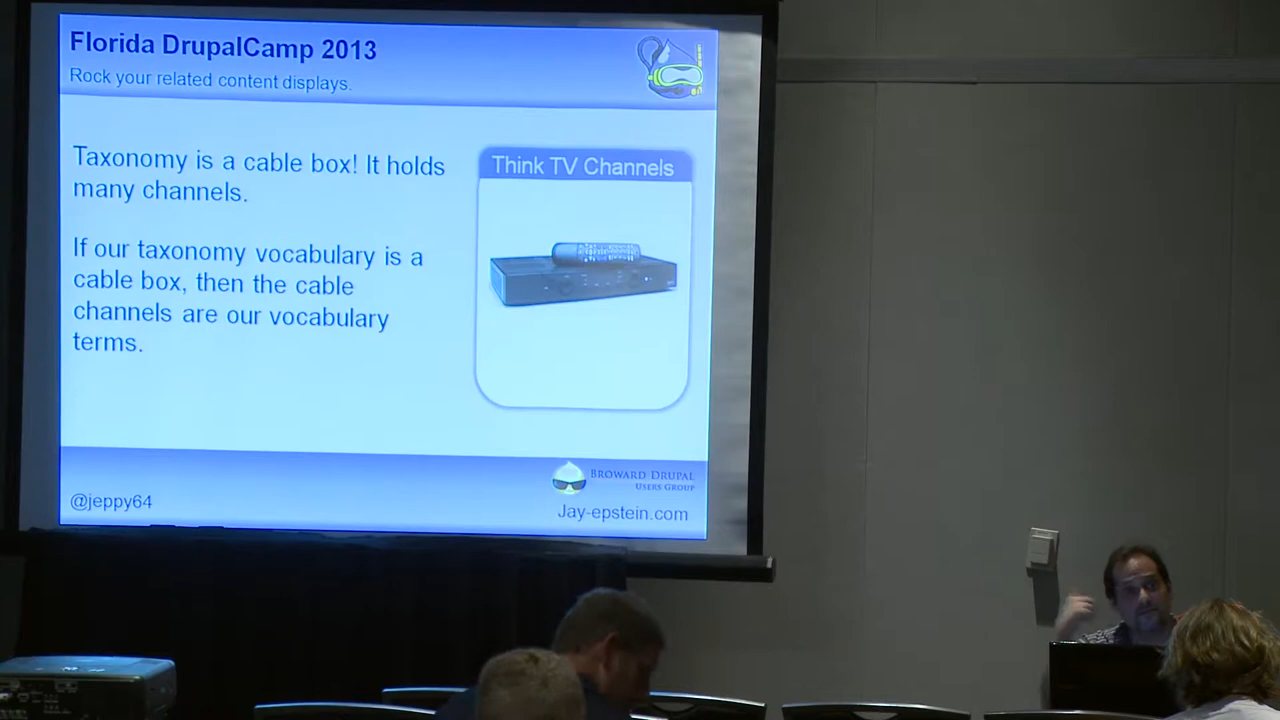 Florida DrupalCamp 2013
Rock your related content displays.
Taxonomy is a cable box! It holds
many channels.
If our taxonomy vocabulary is a
cable box, then the cable
channels are our vocabulary
terms.
Think TV Channels
BROWARD DRUPAL
USERS GROUP
@jeppy64
Jay-epstein.com